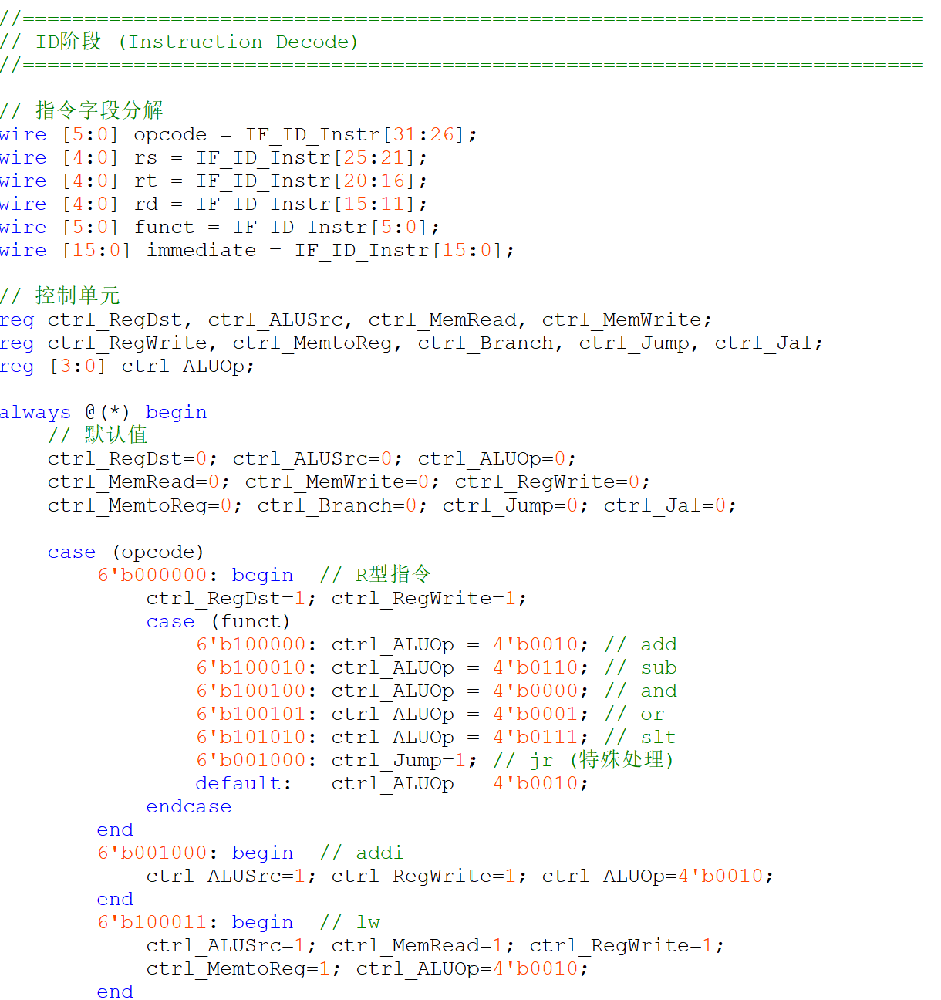 //=========================================================================
// ID阶段 (Instruction Decode)
//=========================================================================
// 指令字段分解
wire [5:0] opcode = IF_ID_Instr[31:26];
wire [4:0] rs = IF_ID_Instr[25:21];
wire [4:0] rt = IF_ID_Instr[20:16];
wire [4:0] rd = IF_ID_Instr[15:11];
wire [5:0] funct = IF_ID_Instr[5:0];
wire [15:0] immediate = IF_ID_Instr[15:0];
// 控制单元
reg ctrl_RegDst, ctrl_ALUSrc, ctrl_MemRead, ctrl_MemWrite;
reg ctrl_RegWrite, ctrl_MemtoReg, ctrl_Branch, ctrl_Jump, ctrl_Jal;
reg [3:0] ctrl_ALUOp;
always @(*) begin
    // 默认值
    ctrl_RegDst=0; ctrl_ALUSrc=0; ctrl_ALUOp=0;
    ctrl_MemRead=0; ctrl_MemWrite=0; ctrl_RegWrite=0;
    ctrl_MemtoReg=0; ctrl_Branch=0; ctrl_Jump=0; ctrl_Jal=0;
    case (opcode)
        6'b000000: begin  // R型指令
            ctrl_RegDst=1; ctrl_RegWrite=1;
            case (funct)
                6'b100000: ctrl_ALUOp = 4'b0010; // add
                6'b100010: ctrl_ALUOp = 4'b0110; // sub
                6'b100100: ctrl_ALUOp = 4'b0000; // and
                6'b100101: ctrl_ALUOp = 4'b0001; // or
                6'b101010: ctrl_ALUOp = 4'b0111; // slt
                6'b001000: ctrl_Jump=1; // jr (特殊处理)
                default:   ctrl_ALUOp = 4'b0010;
            endcase
        end
        6'b001000: begin  // addi
            ctrl_ALUSrc=1; ctrl_RegWrite=1; ctrl_ALUOp=4'b0010;
        end
        6'b100011: begin  // lw
            ctrl_ALUSrc=1; ctrl_MemRead=1; ctrl_RegWrite=1;
            ctrl_MemtoReg=1; ctrl_ALUOp=4'b0010;
        end